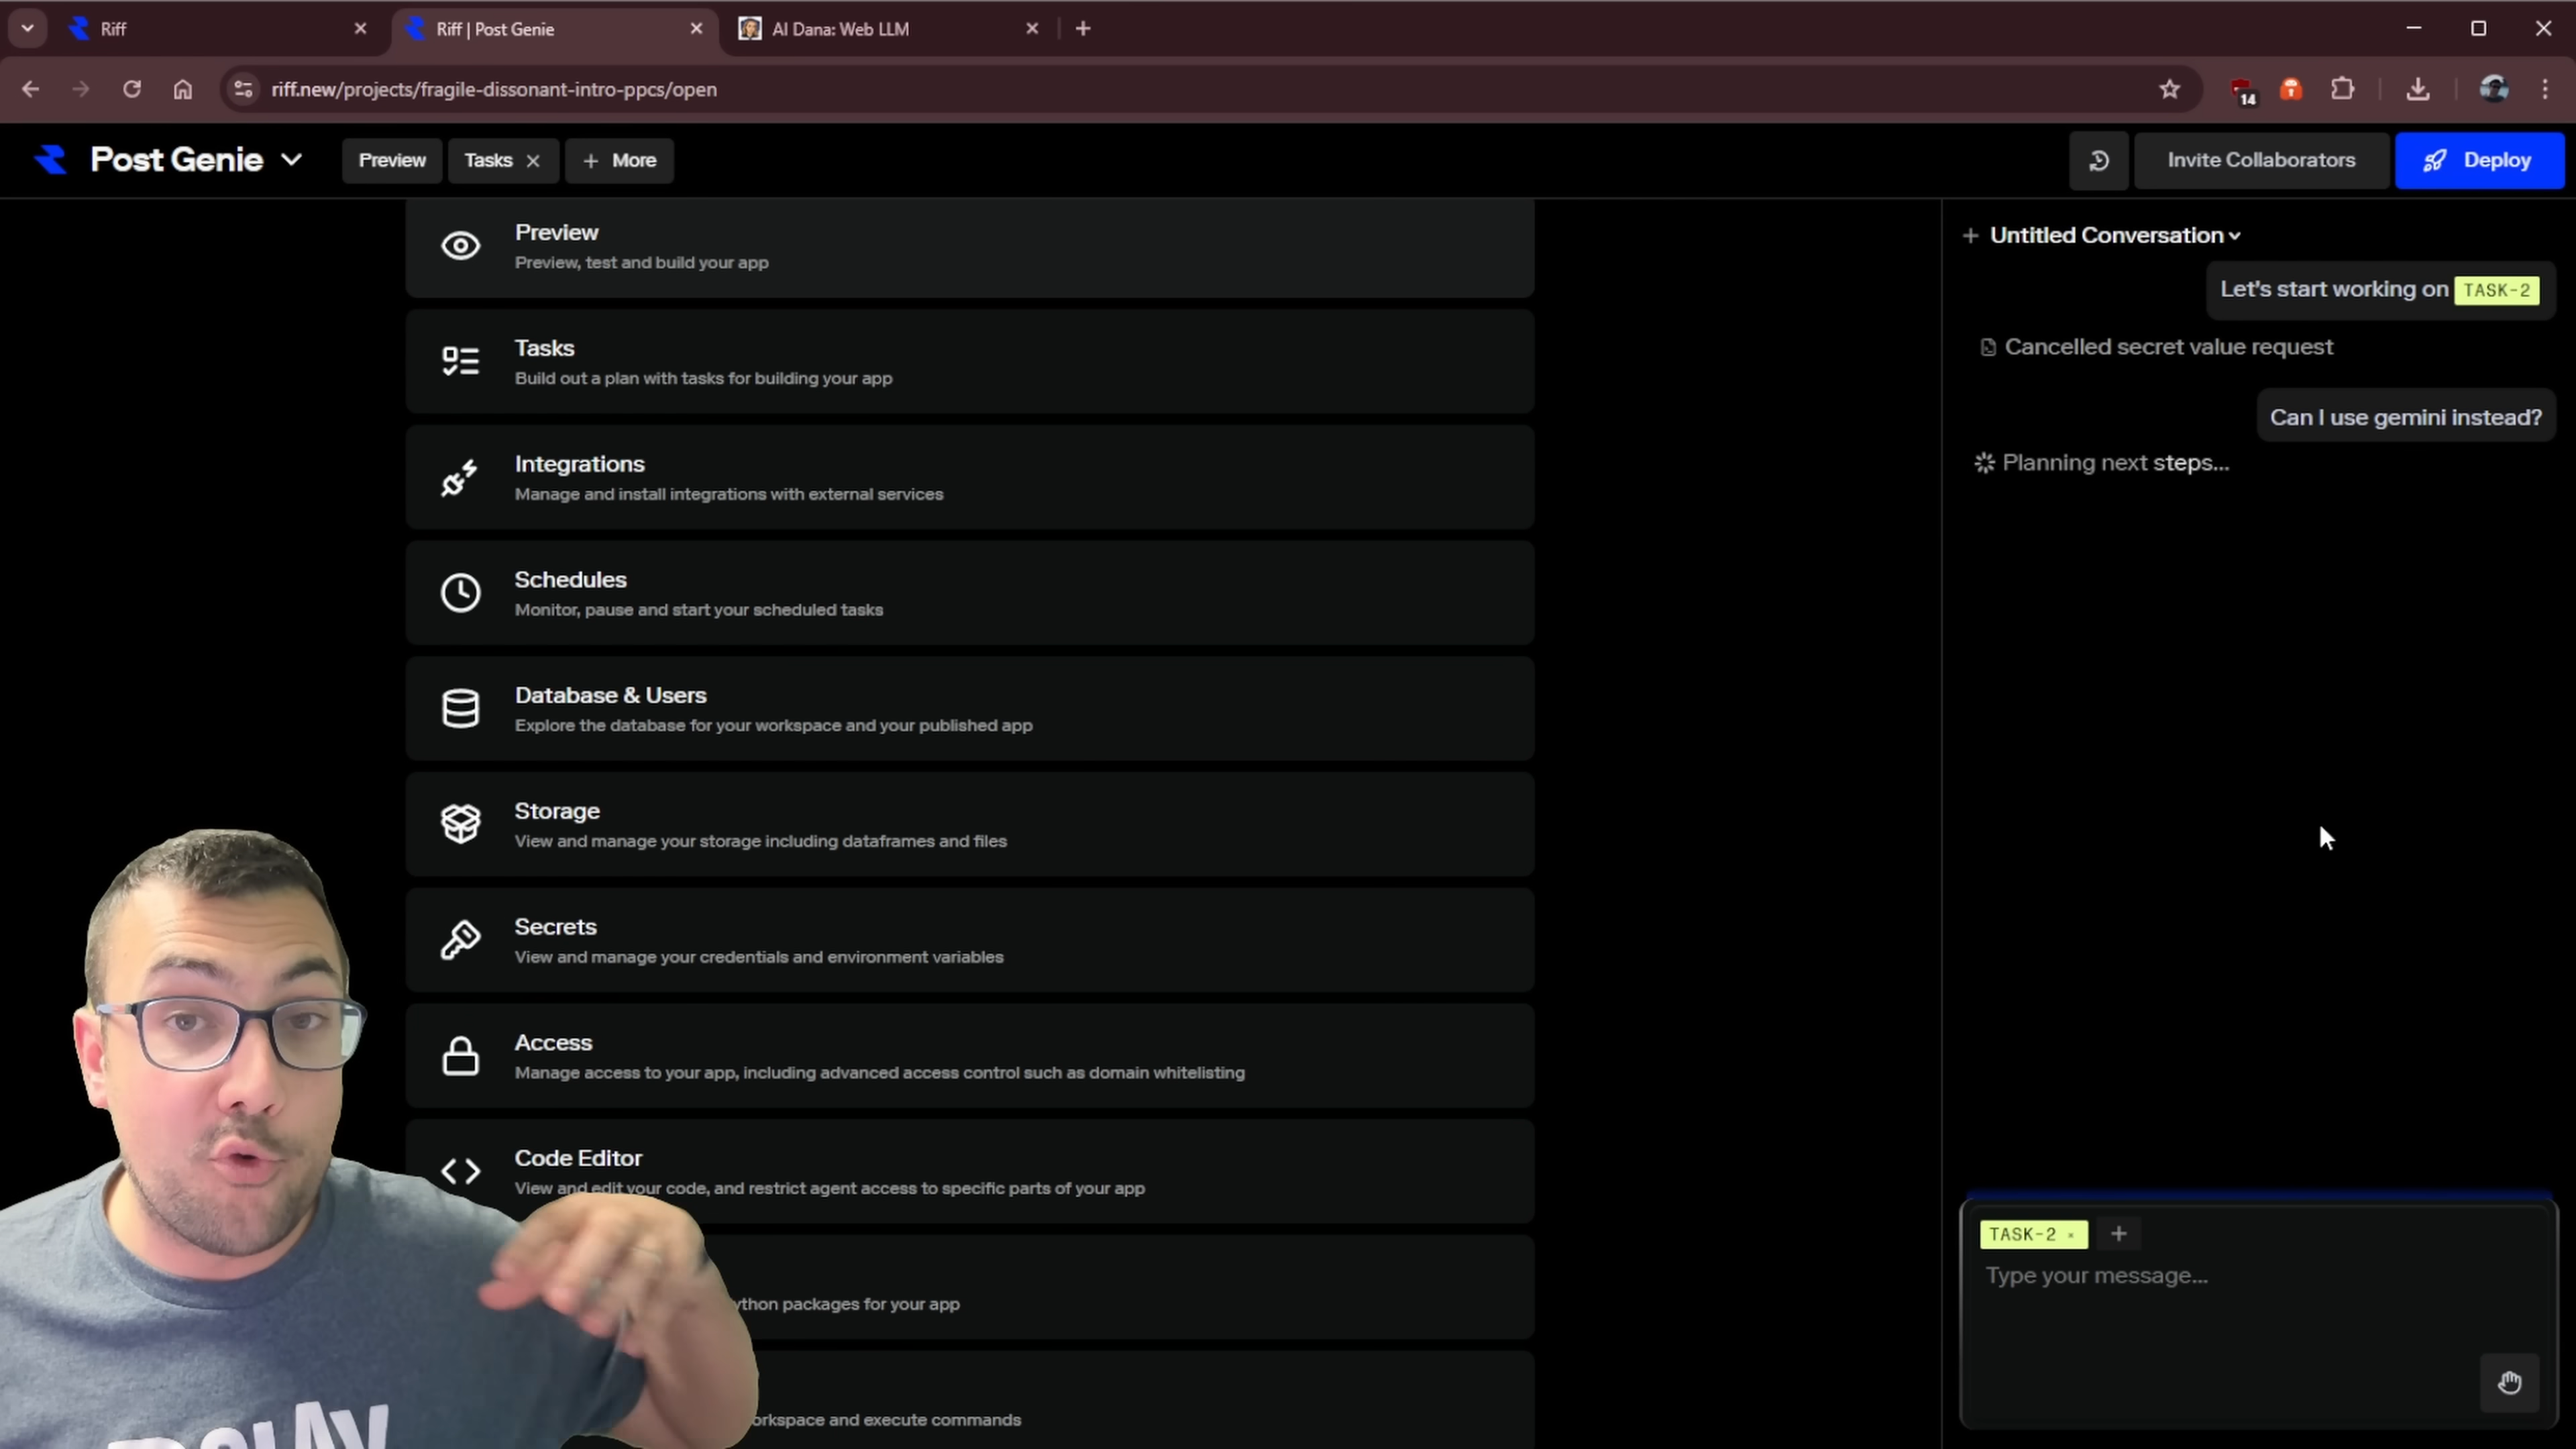 Riff
Riff | Post Genie
AI Dana: Web LLM
riff.new/projects/fragile-dissonant-intro-ppcs/open
14
Post Genie
Preview
Tasks
More
Invite Collaborators
Deploy
Preview
Preview, test and build your app
Tasks
Build out a plan with tasks for building your app
Integrations
Manage and install integrations with external services
Schedules
Monitor, pause and start your scheduled tasks
Database & Users
Explore the database for your workspace and your published app
Storage
View and manage your storage including dataframes and files
Secrets
View and manage your credentials and environment variables
Access
Manage access to your app, including advanced access control such as domain whitelisting
Code Editor
View and edit your code, and restrict agent access to specific parts of your app
packages for your app
and execute commands
Untitled Conversation
Let's start working on TASK-2
Cancelled secret value request
Can I use gemini instead?
Planning next steps...
TASK-2
Type your message...